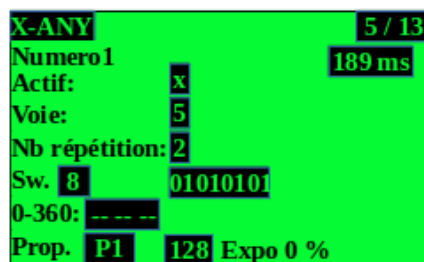 X-ANY 5 / 13
Numero1 189 ms
Actif: x
Voie: 5
Nb répétition: 2
Sw. 8 01010101
0-360: -- -- --
Prop. P1 128 Expo 0 %